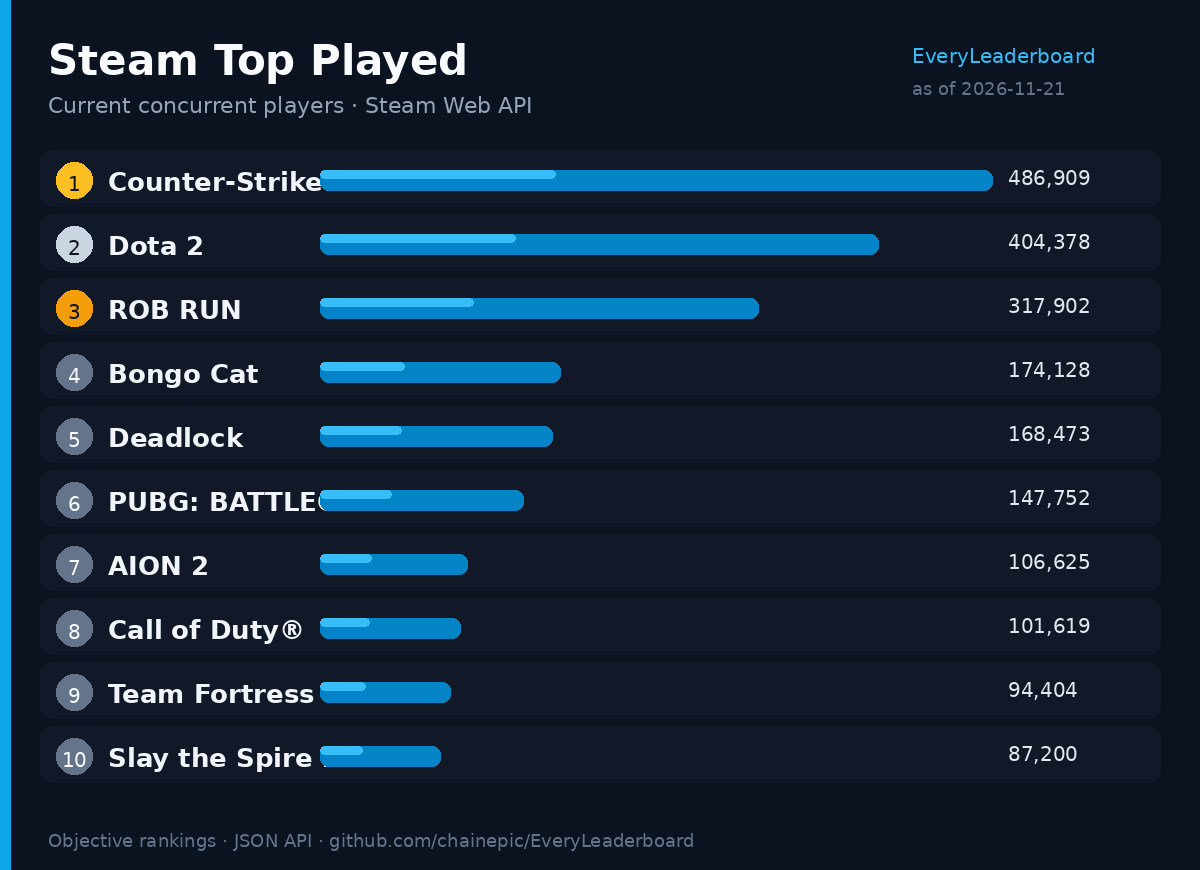 Steam Top Played
EveryLeaderboard
Current concurrent players · Steam Web API
as of 2026-11-21
1 Counter-Strike 486,909
2 Dota 2 404,378
3 ROB RUN 317,902
4 Bongo Cat 174,128
5 Deadlock 168,473
6 PUBG: BATTLEG 147,752
7 AION 2 106,625
8 Call of Duty® 101,619
9 Team Fortress 94,404
10 Slay the Spire 87,200
Objective rankings · JSON API · github.com/chainepic/EveryLeaderboard